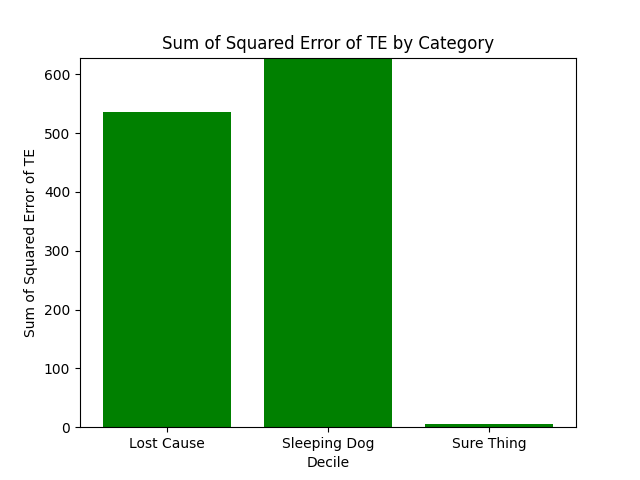 Sum of Squared Error of TE by Category
Sum of Squared Error of TE
600
500
400
300
200
100
0
Lost Cause
Sleeping Dog
Sure Thing
Decile